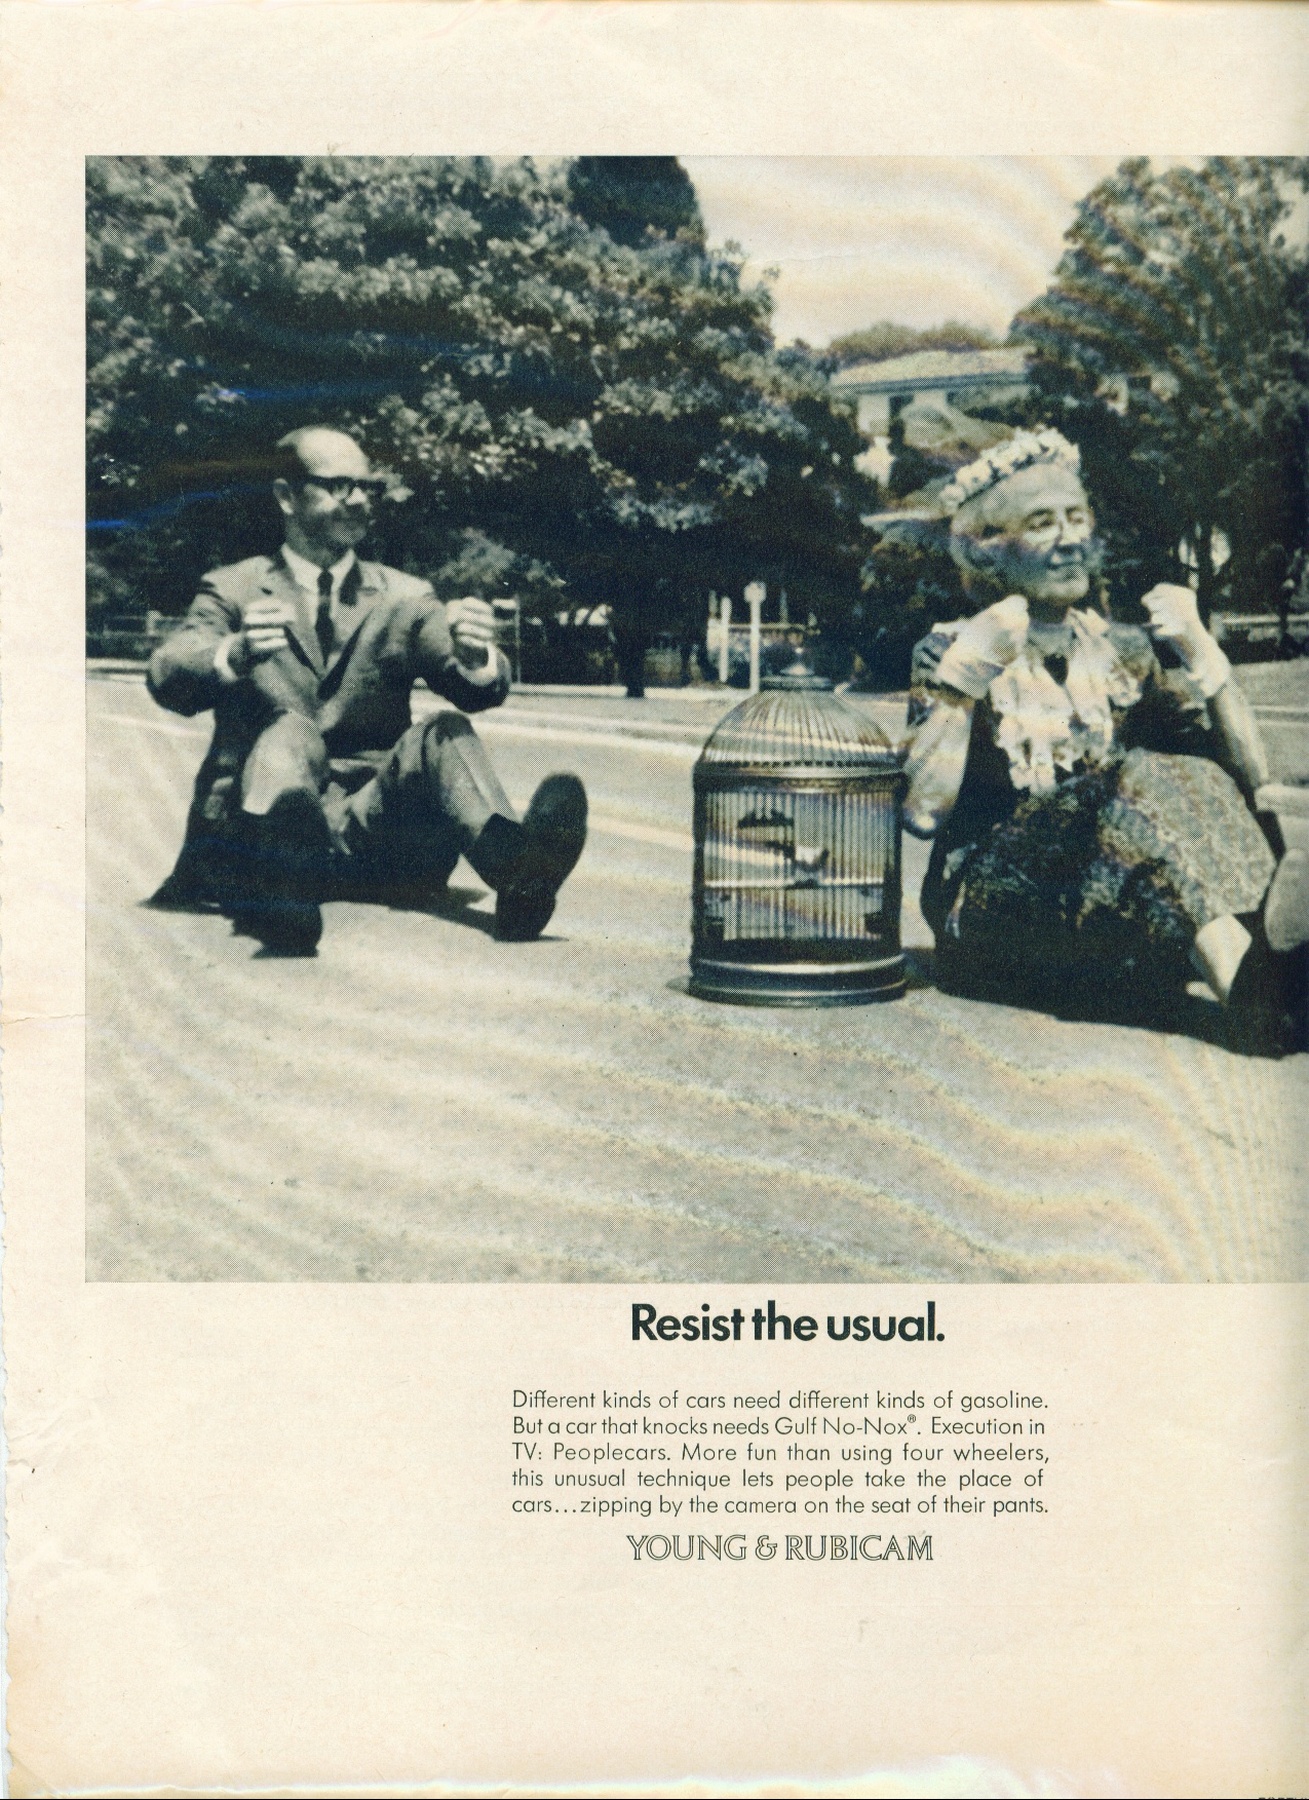 Resist the usual.
Different kinds of cars need different kinds of gasoline.
But a car that knocks needs Gulf No-Nox®. Execution in
TV: Peoplecars. More fun than using four wheelers,
this unusual technique lets people take the place of
cars...zipping by the camera on the seat of their pants.
YOUNG & RUBICAM